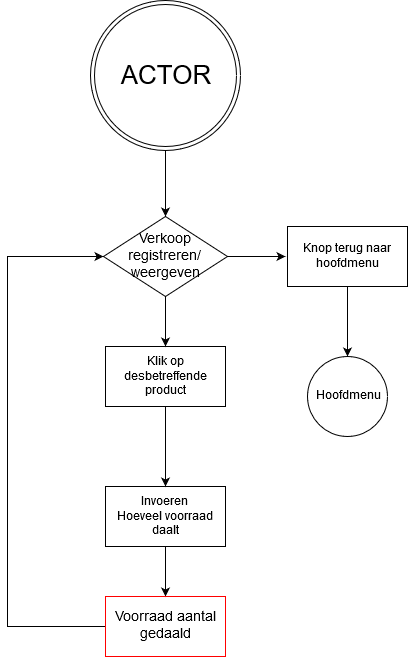 ACTOR
Verkoop
registreren/
weergeven
Knop terug naar
hoofdmenu
Klik op
desbetreffende
product
Hoofdmenu
Invoeren
Hoeveel voorraad
daalt
Voorraad aantal
gedaald